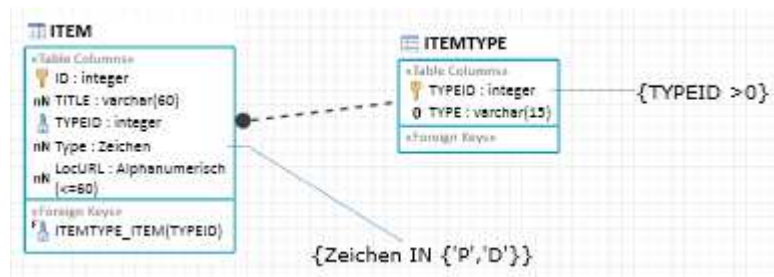 ITEM
«Table Columns»
ID : integer
nN TITLE : varchar(60)
TYPEID : integer
nN Type : Zeichen
nN LocURL : Alphanumerisch
(<=60)
«Foreign Keys»
F ITEMTYPE_ITEM(TYPEID)
ITEMTYPE
«Table Columns»
TYPEID : integer
0 TYPE : varchar(15)
«Foreign Keys»
{TYPEID >0}
{Zeichen IN {'P','D'}}